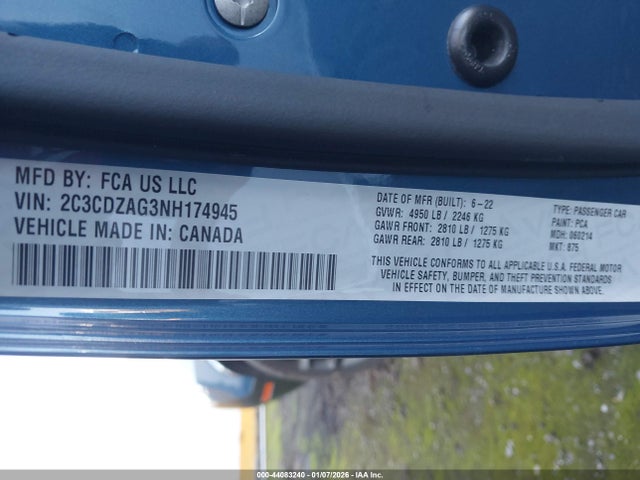 MFD BY: FCA US LLC
VIN: 2C3CDZAG3NH174945
VEHICLE MADE IN: CANADA
DATE OF MFR (BUILT): 6-22
GVWR: 4950 LB / 2246 KG
GAWR FRONT: 2810 LB / 1275 KG
GAWR REAR: 2810 LB / 1275 KG
TYPE: PASSENGER CAR
PAINT: PCA
MDH: 060214
MKT: 875
THIS VEHICLE CONFORMS TO ALL APPLICABLE U.S.A. FEDERAL MOTOR
VEHICLE SAFETY, BUMPER, AND THEFT PREVENTION STANDARDS
IN EFFECT ON THE DATE OF MANUFACTURE SHOWN ABOVE.
000-44083240 - 01/07/2026 - IAA Inc.